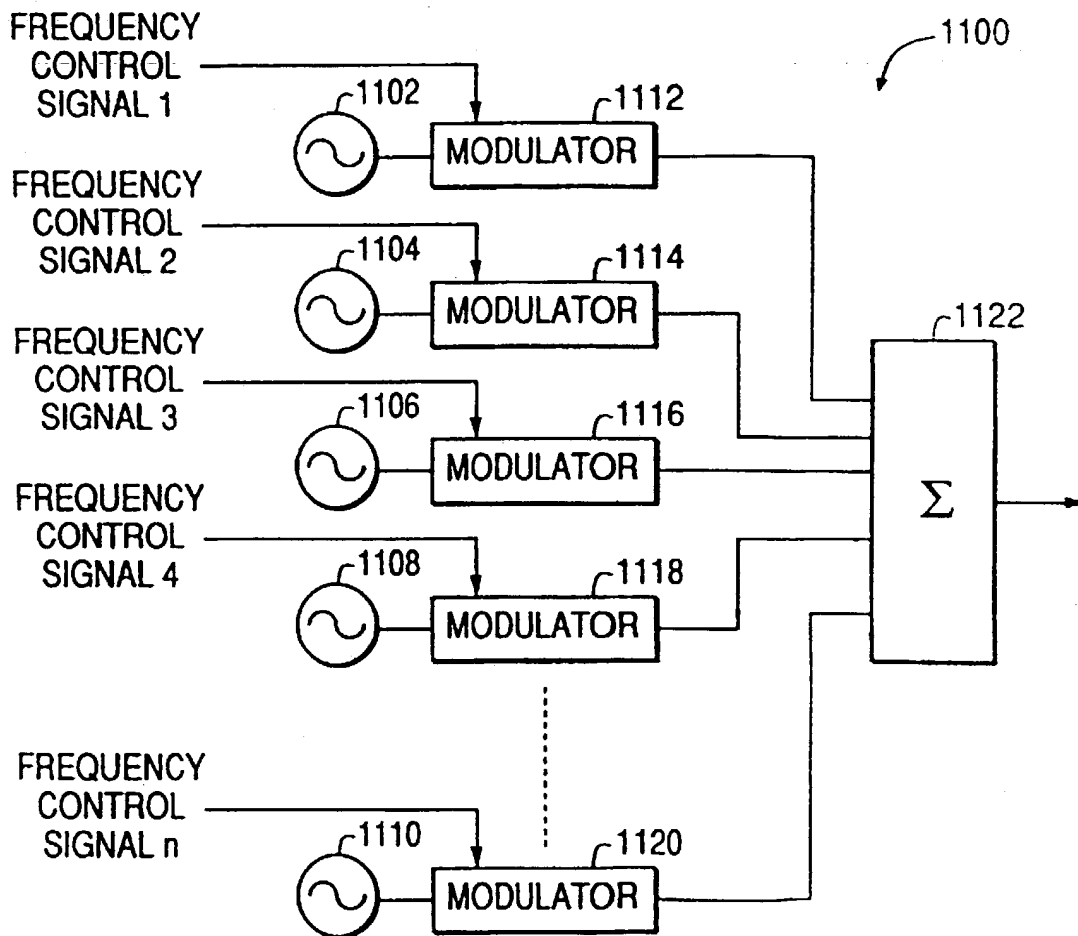 FREQUENCY
CONTROL
SIGNAL 1
1100
1102
1112
MODULATOR
FREQUENCY
CONTROL
SIGNAL 2
1104
1114
MODULATOR
FREQUENCY
CONTROL
SIGNAL 3
1106
1116
MODULATOR
FREQUENCY
CONTROL
SIGNAL 4
1108
1118
MODULATOR
1122
Σ
FREQUENCY
CONTROL
SIGNAL n
1110
1120
MODULATOR